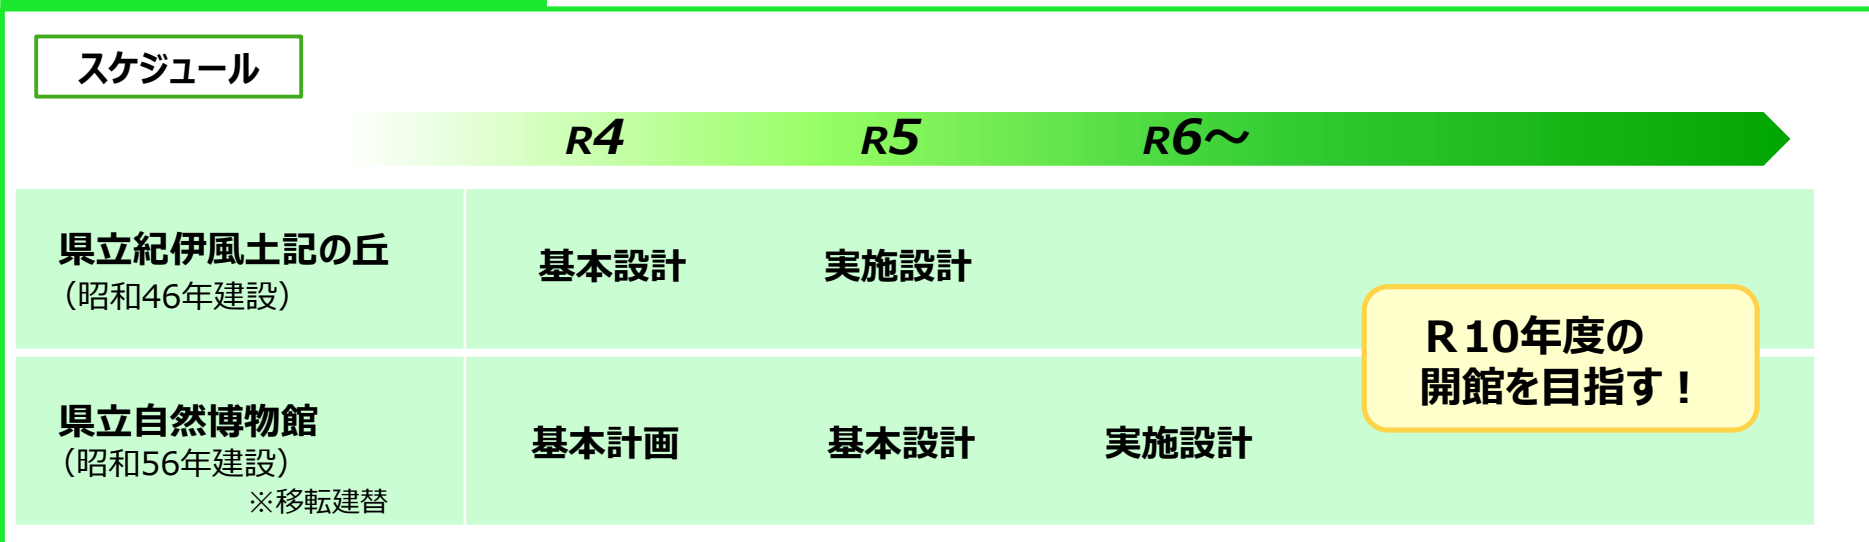 スケジュール
R4 R5 R6～
県立紀伊風土記の丘
（昭和46年建設）
基本設計 実施設計
県立自然博物館
（昭和56年建設）
※移転建替
基本計画 基本設計 実施設計
Ｒ10年度の
開館を目指す！